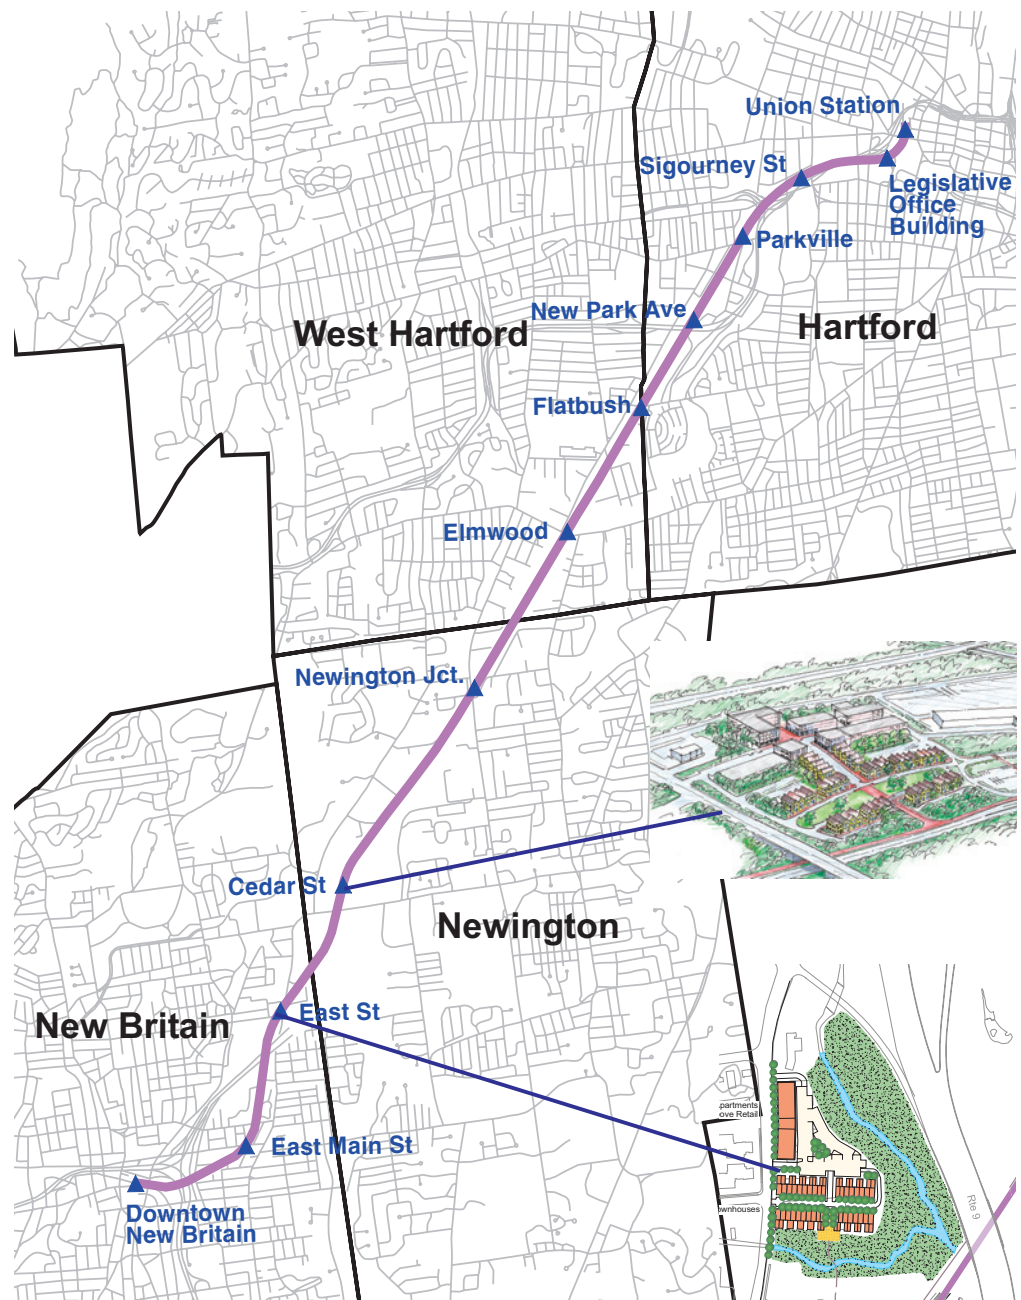 Union Station
Sigourney St
Legislative
Office
Building
Parkville
New Park Ave
West Hartford
Hartford
Flatbush
Elmwood
Newington Jct.
Cedar St
Newington
East St
New Britain
partments
ove Retail
East Main St
Downtown
New Britain
wnhouses
Rte 9